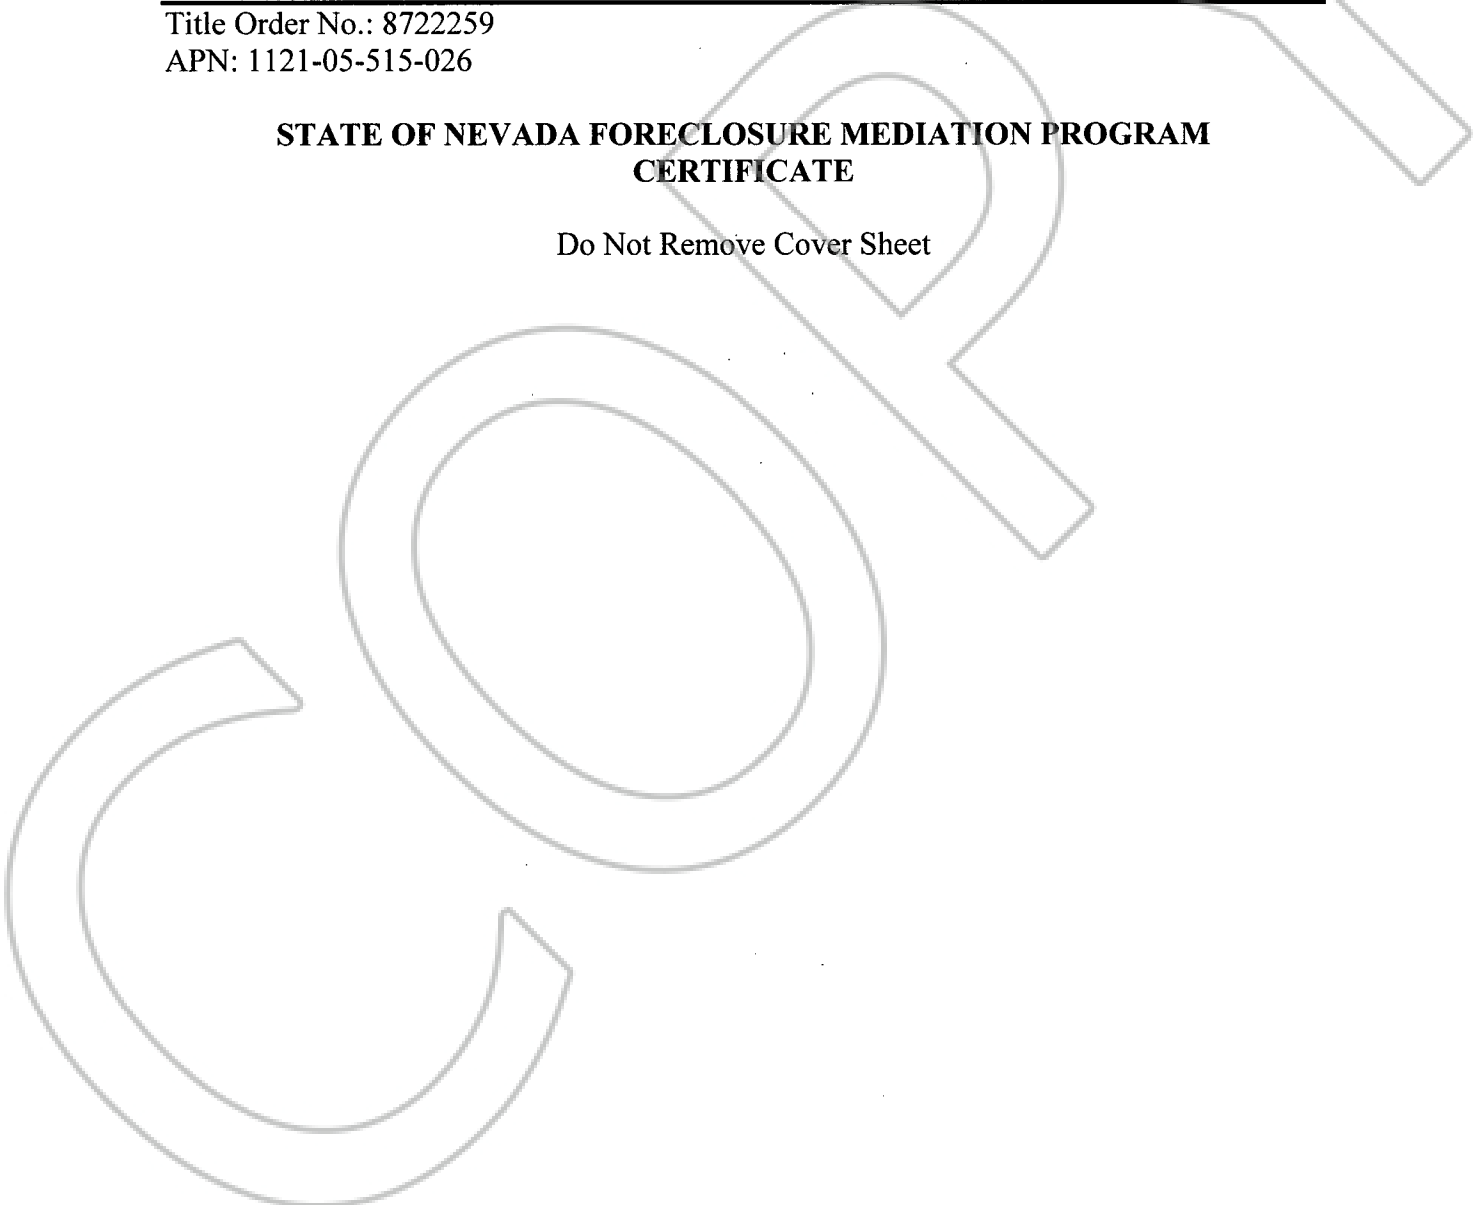 Title Order No.: 8722259
APN: 1121-05-515-026
STATE OF NEVADA FORECLOSURE MEDIATION PROGRAM
CERTIFICATE
Do Not Remove Cover Sheet
COPY